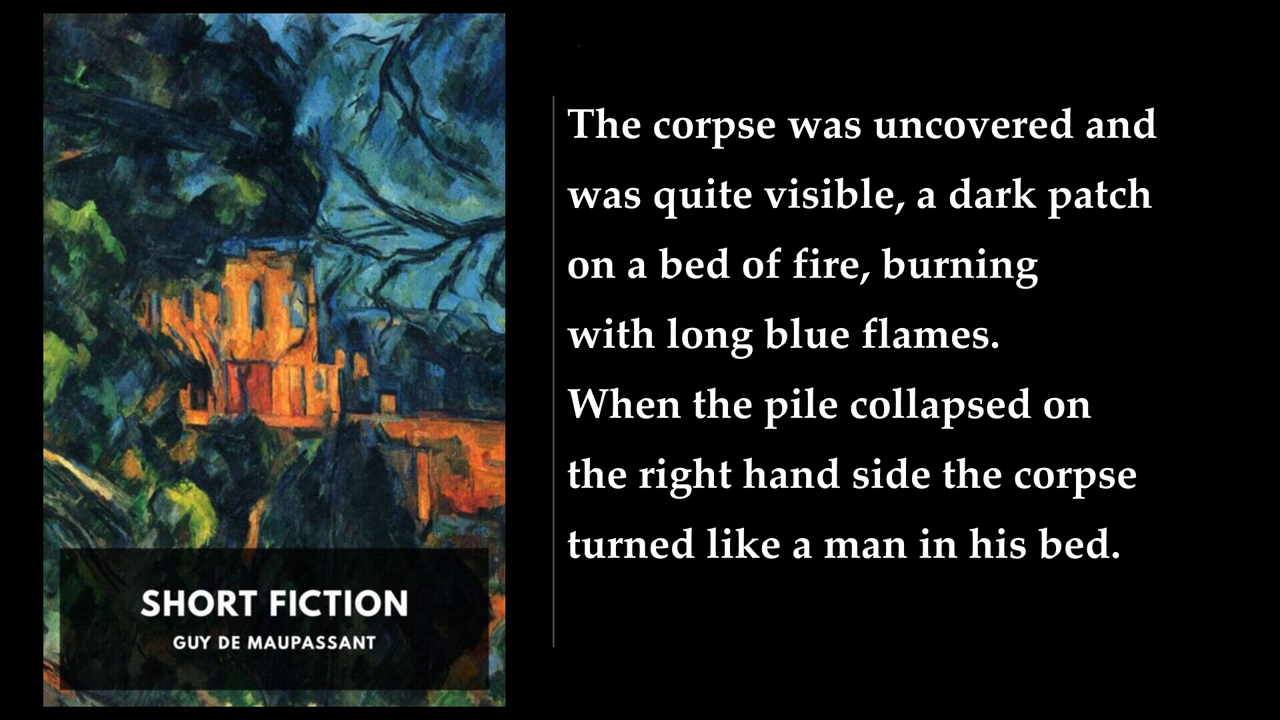 SHORT FICTION
GUY DE MAUPASSANT
The corpse was uncovered and
was quite visible, a dark patch
on a bed of fire, burning
with long blue flames.
When the pile collapsed on
the right hand side the corpse
turned like a man in his bed.